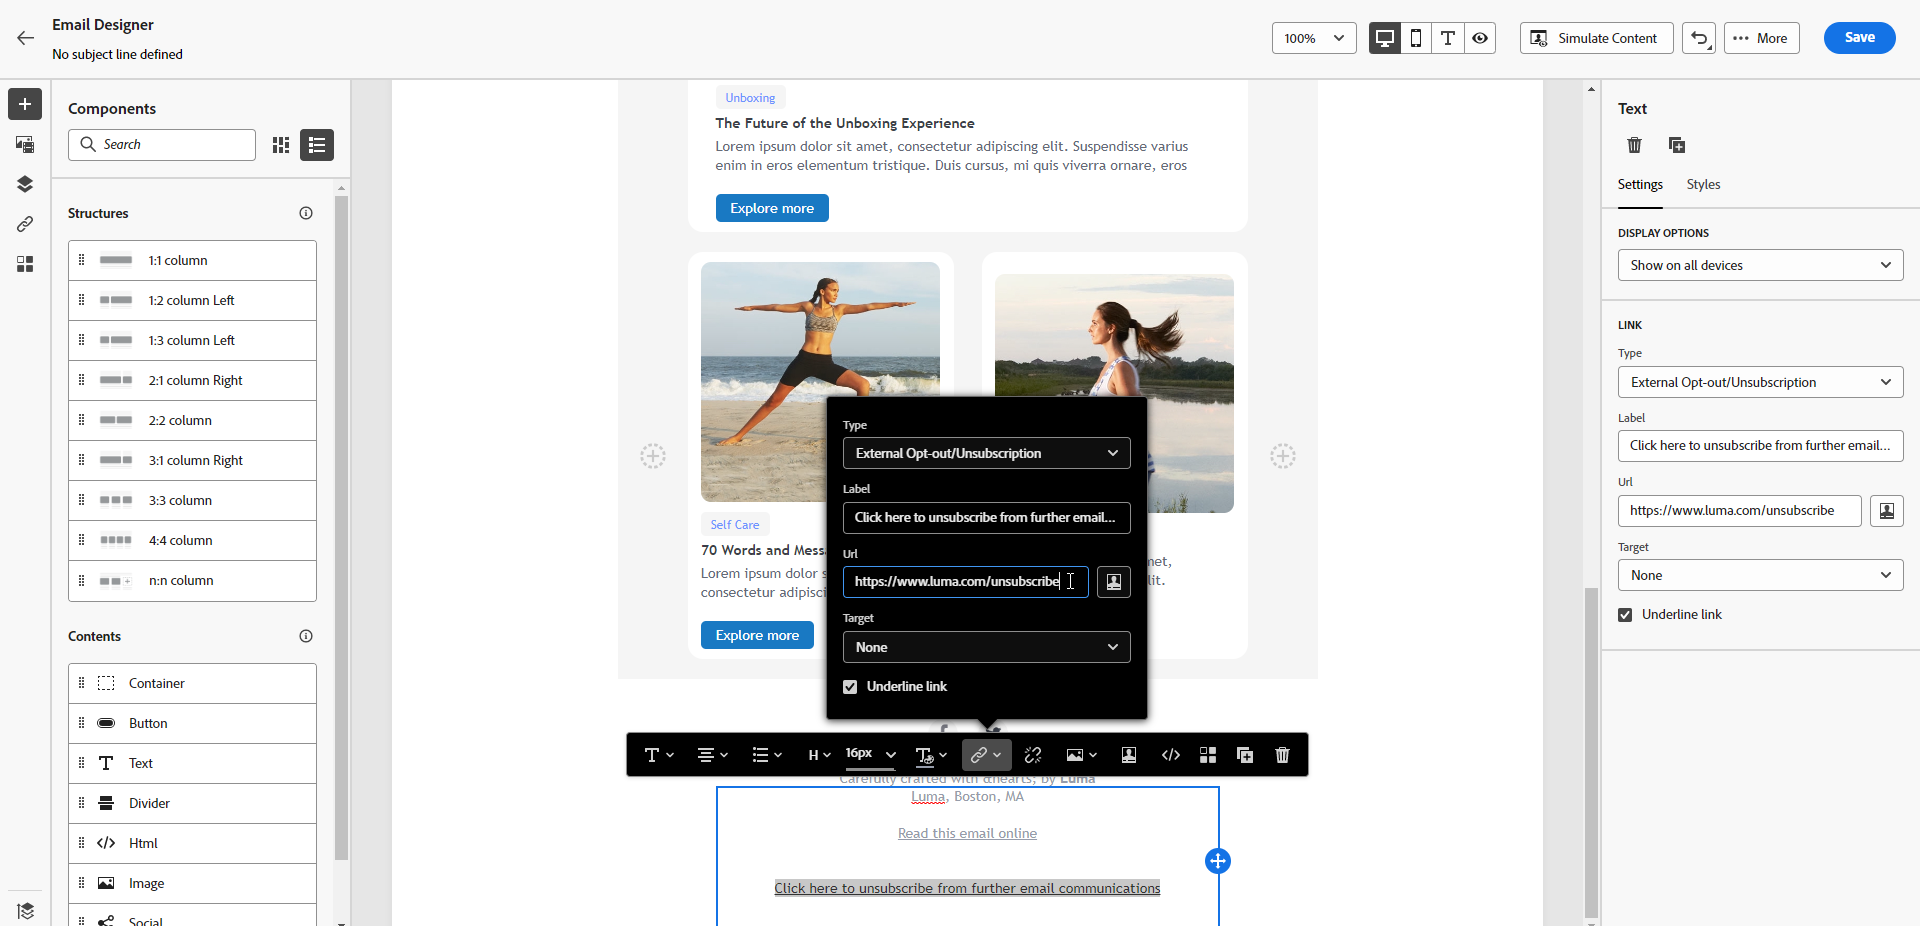 Email Designer
No subject line defined
100%
Simulate Content
More
Save
Components
Search
Structures
1:1 column
1:2 column Left
1:3 column Left
2:1 column Right
2:2 column
3:1 column Right
3:3 column
4:4 column
n:n column
Contents
Container
Button
Text
Divider
Html
Image
Social
Unboxing
The Future of the Unboxing Experience
Lorem ipsum dolor sit amet, consectetur adipiscing elit. Suspendisse varius
enim in eros elementum tristique. Duis cursus, mi quis viverra ornare, eros
Explore more
Self Care
70 Words and Mess
Lorem ipsum dolor s
consectetur adipisci
Explore more
met,
lit.
Type
External Opt-out/Unsubscription
Label
Click here to unsubscribe from further email...
Url
https://www.luma.com/unsubscribe
Target
None
Underline link
T
H
16px
Carefully crafted with &hearts; by Luma
Luma, Boston, MA
Read this email online
Click here to unsubscribe from further email communications
Text
Settings
Styles
DISPLAY OPTIONS
Show on all devices
LINK
Type
External Opt-out/Unsubscription
Label
Click here to unsubscribe from further email...
Url
https://www.luma.com/unsubscribe
Target
None
Underline link